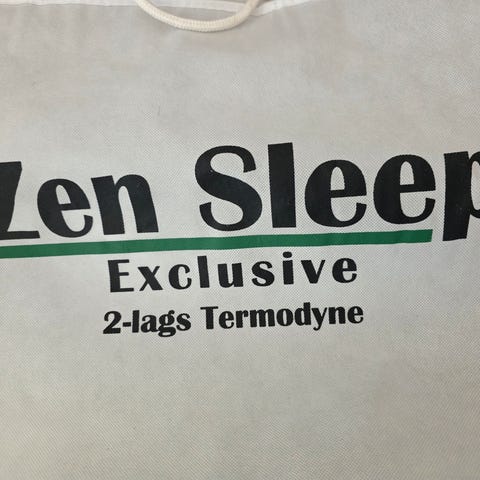 Zen Sleep
Exclusive
2-lags Termodyne